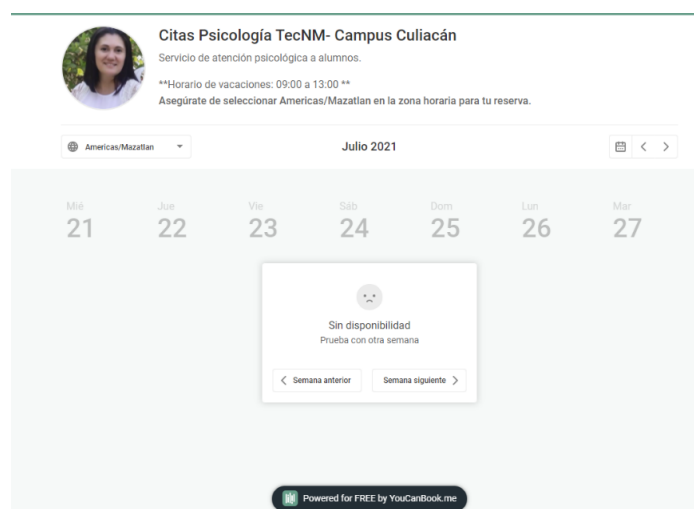 Citas Psicología TecNM- Campus Culiacán
Servicio de atención psicológica a alumnos.
**Horario de vacaciones: 09:00 a 13:00 **
Asegúrate de seleccionar Americas/Mazatlan en la zona horaria para tu reserva.
Americas/Mazatlan Julio 2021
Mié Jue Vie Sáb Dom Lun Mar
21 22 23 24 25 26 27
Sin disponibilidad
Prueba con otra semana
Semana anterior Semana siguiente
Powered for FREE by YouCanBook.me